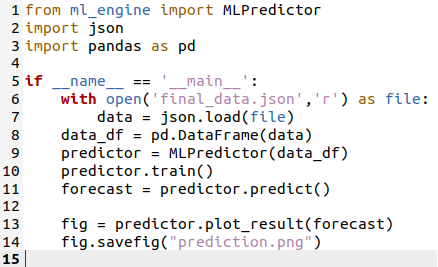 1 from ml_engine import MLPredictor
2 import json
3 import pandas as pd
4
5 if __name__ == '__main__':
6     with open('final_data.json','r') as file:
7         data = json.load(file)
8     data_df = pd.DataFrame(data)
9     predictor = MLPredictor(data_df)
10     predictor.train()
11     forecast = predictor.predict()
12
13     fig = predictor.plot_result(forecast)
14     fig.savefig("prediction.png")
15